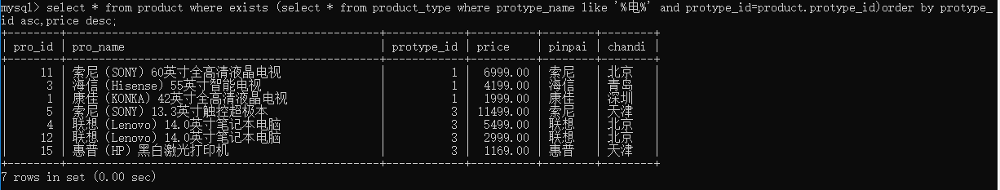 mysql> select * from product where exists (select * from product_type where protype_name like '%电%' and protype_id=product.protype_id)order by protype_
id asc,price desc;
| pro_id | pro_name | protype_id | price | pinpai | chandi |
| 11 | 索尼（SONY）60英寸全高清液晶电视 | 1 | 6999.00 | 索尼 | 北京 |
| 3 | 海信（Hisense）55英寸智能电视 | 1 | 4199.00 | 海信 | 青岛 |
| 1 | 康佳（KONKA）42英寸全高清液晶电视 | 1 | 1999.00 | 康佳 | 深圳 |
| 5 | 索尼（SONY）13.3英寸触控超极本 | 3 | 11499.00 | 索尼 | 天津 |
| 4 | 联想（Lenovo）14.0英寸笔记本电脑 | 3 | 5499.00 | 联想 | 北京 |
| 12 | 联想（Lenovo）14.0英寸笔记本电脑 | 3 | 2999.00 | 联想 | 北京 |
| 15 | 惠普（HP）黑白激光打印机 | 3 | 1169.00 | 惠普 | 天津 |
7 rows in set (0.00 sec)